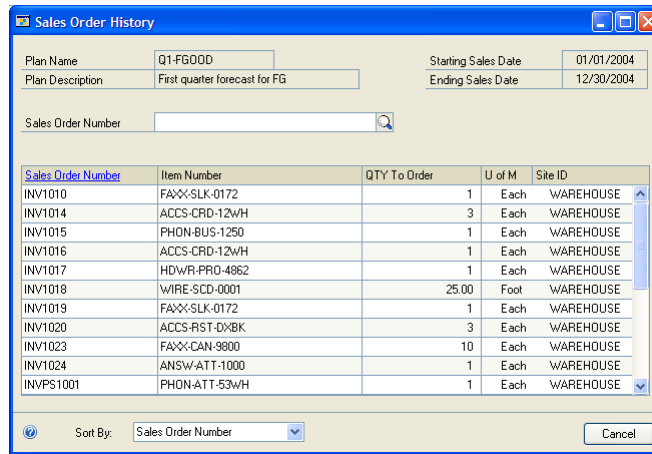 Sales Order History
Plan Name Q1-FGOOD Starting Sales Date 01/01/2004
Plan Description First quarter forecast for FG Ending Sales Date 12/30/2004
Sales Order Number
Sales Order Number Item Number QTY To Order U of M Site ID
INV1010 FAXX-SLK-0172 1 Each WAREHOUSE
INV1014 ACCS-CRD-12WH 3 Each WAREHOUSE
INV1015 PHON-BUS-1250 1 Each WAREHOUSE
INV1016 ACCS-CRD-12WH 1 Each WAREHOUSE
INV1017 HDWR-PRO-4862 1 Each WAREHOUSE
INV1018 WIRE-SCD-0001 25.00 Foot WAREHOUSE
INV1019 FAXX-SLK-0172 1 Each WAREHOUSE
INV1020 ACCS-RST-DXBK 3 Each WAREHOUSE
INV1023 FAXX-CAN-9800 10 Each WAREHOUSE
INV1024 ANSW-ATT-1000 1 Each WAREHOUSE
INVPS1001 PHON-ATT-53WH 1 Each WAREHOUSE
Sort By: Sales Order Number Cancel